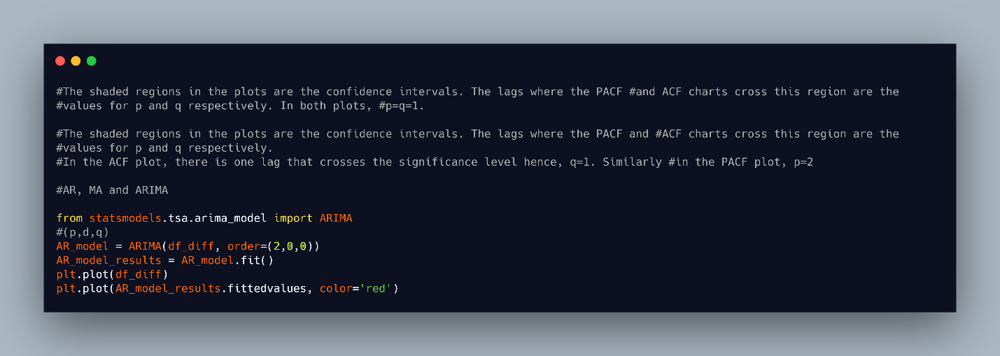 #The shaded regions in the plots are the confidence intervals. The lags where the PACF #and ACF charts cross this region are the
#values for p and q respectively. In both plots, #p=q=1.
#The shaded regions in the plots are the confidence intervals. The lags where the PACF and #ACF charts cross this region are the
#values for p and q respectively.
#In the ACF plot, there is one lag that crosses the significance level hence, q=1. Similarly #in the PACF plot, p=2
#AR, MA and ARIMA
from statsmodels.tsa.arima_model import ARIMA
#(p,d,q)
AR_model = ARIMA(df_diff, order=(2,0,0))
AR_model_results = AR_model.fit()
plt.plot(df_diff)
plt.plot(AR_model_results.fittedvalues, color='red')